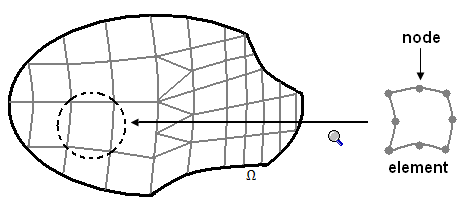 node
element
Ω